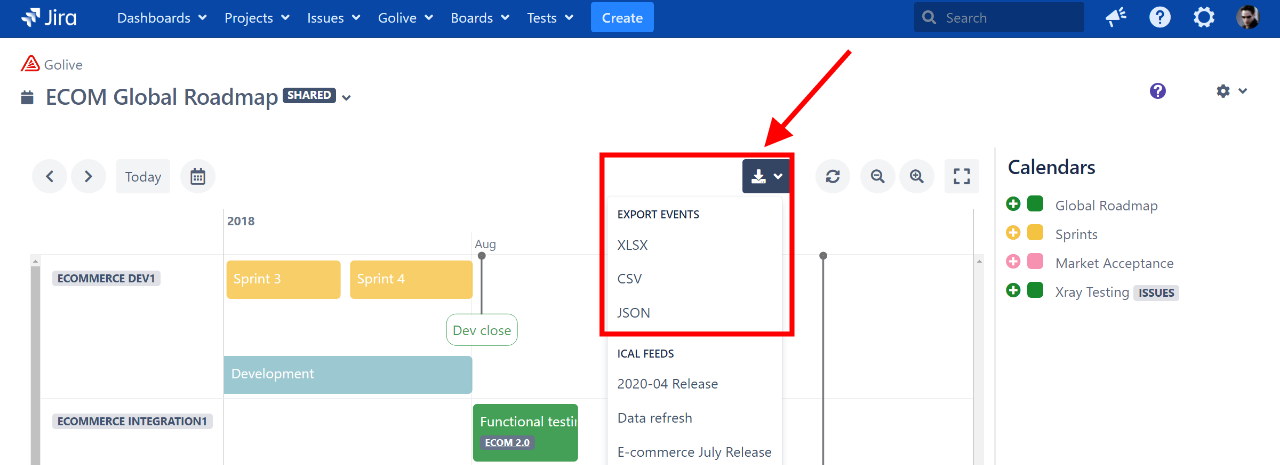 Jira Dashboards Projects Issues Golive Boards Tests Create Search
Golive
ECOM Global Roadmap SHARED
Today
Calendars
Global Roadmap
Sprints
Market Acceptance
Xray Testing ISSUES
EXPORT EVENTS
XLSX
CSV
JSON
ICAL FEEDS
2020-04 Release
Data refresh
E-commerce July Release
2018
Aug
ECOMMERCE DEV1
Sprint 3 Sprint 4
Dev close
Development
ECOMMERCE INTEGRATION1
Functional testin
ECOM 2.0